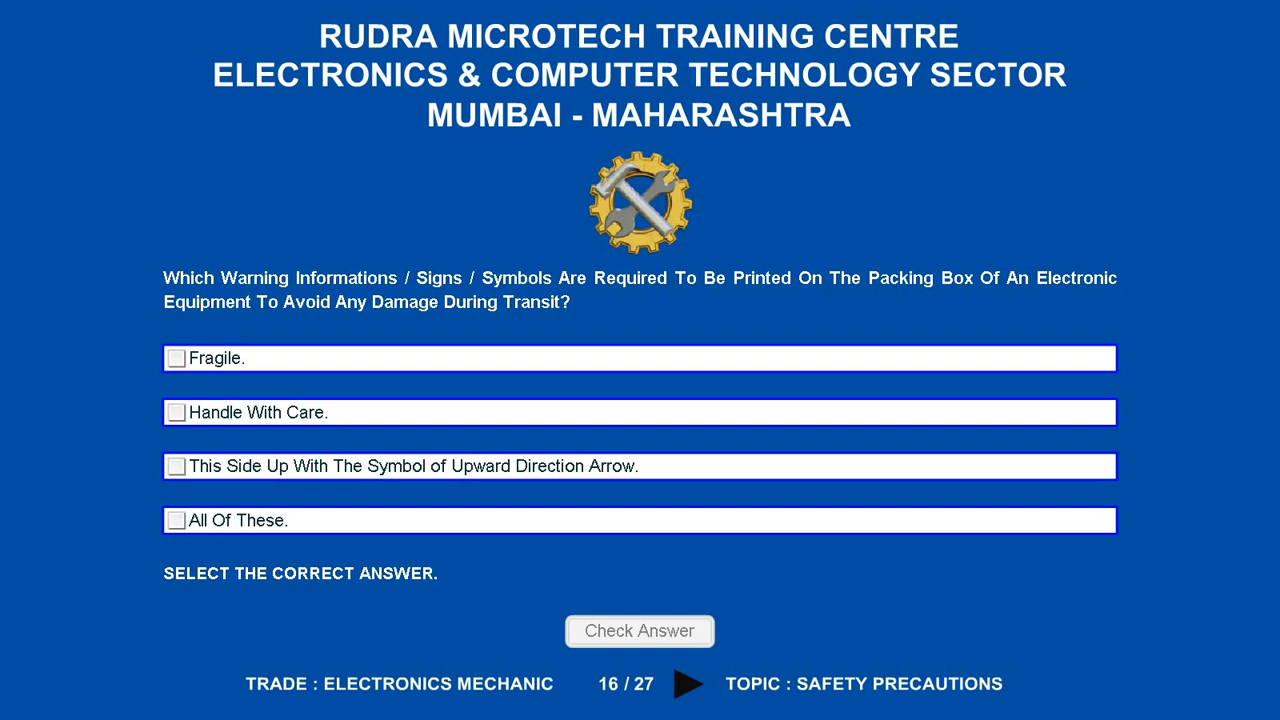 RUDRA MICROTECH TRAINING CENTRE
ELECTRONICS & COMPUTER TECHNOLOGY SECTOR
MUMBAI - MAHARASHTRA
Which Warning Informations / Signs / Symbols Are Required To Be Printed On The Packing Box Of An Electronic
Equipment To Avoid Any Damage During Transit?
Fragile.
Handle With Care.
This Side Up With The Symbol of Upward Direction Arrow.
All Of These.
SELECT THE CORRECT ANSWER.
Check Answer
TRADE : ELECTRONICS MECHANIC 16 / 27 TOPIC : SAFETY PRECAUTIONS